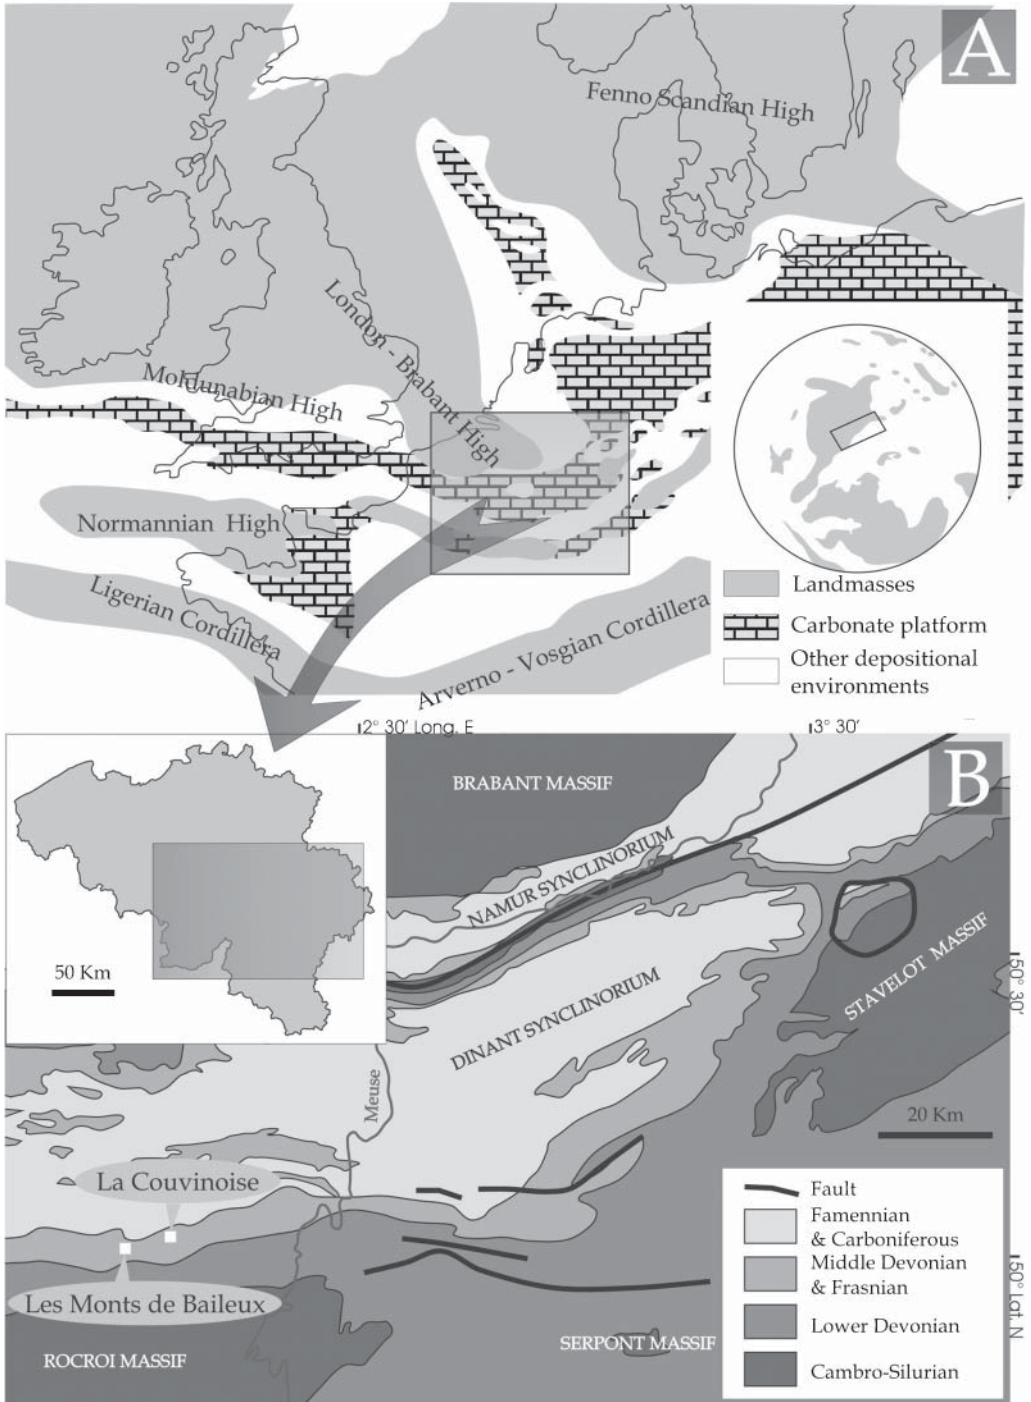 A
Fenno Scandian High
London - Brabant High
Moldunabian High
Normannian High
Ligerian Cordillera
Arverno - Vosgian Cordillera
Landmasses
Carbonate platform
Other depositional
environments
2° 30' Long. E
3° 30'
B
BRABANT MASSIF
NAMUR SYNCLINORIUM
STAVELOT MASSIF
50 Km
50° 30'
DINANT SYNCLINORIUM
Meuse
20 Km
La Couvinoise
Les Monts de Baileux
ROCROI MASSIF
SERPONT MASSIF
Fault
Famennian
& Carboniferous
Middle Devonian
& Frasnian
Lower Devonian
Cambro-Silurian
50° Lat. N